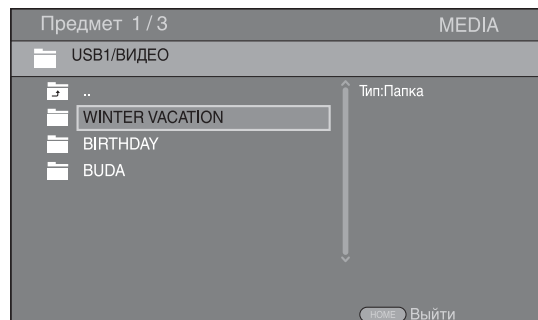 Предмет 1/3 MEDIA
USB1/ВИДЕО
..
WINTER VACATION
BIRTHDAY
BUDA
Тип:Папка
HOME Выйти